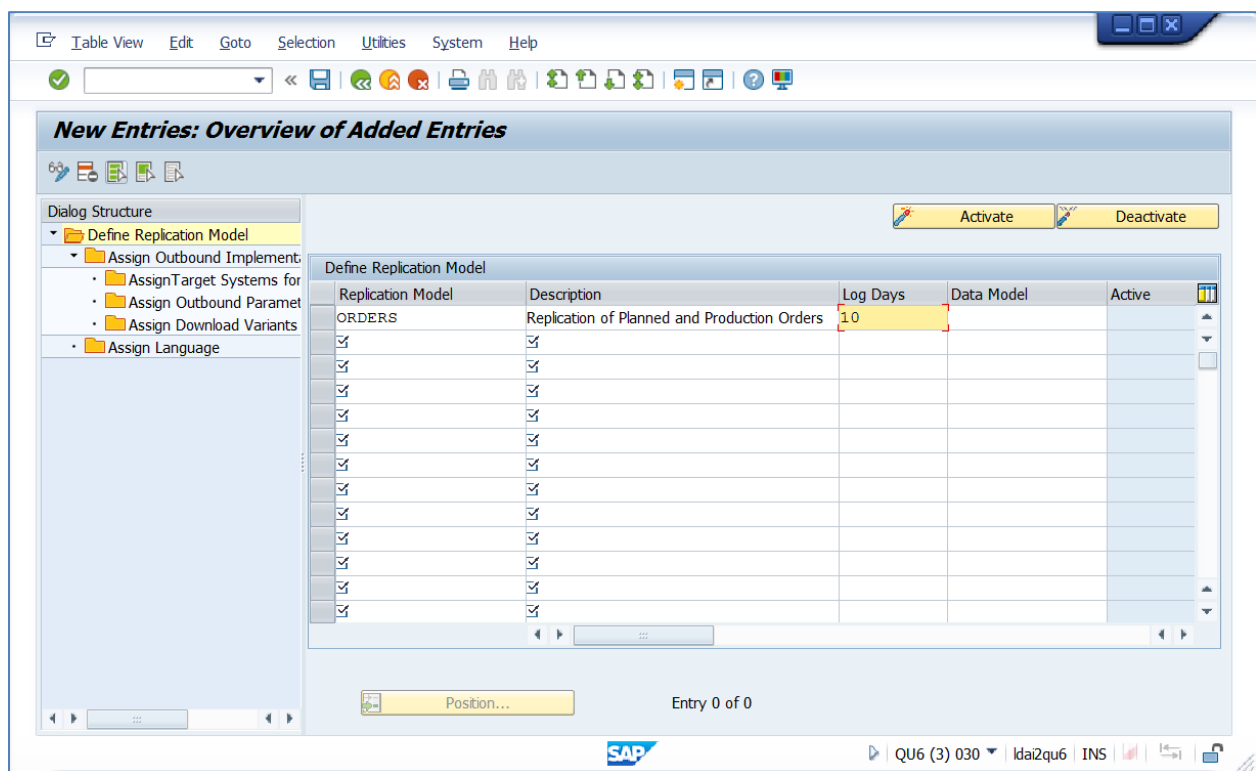 Table View Edit Goto Selection Utilities System Help
New Entries: Overview of Added Entries
Dialog Structure
Activate Deactivate
Define Replication Model
Assign Outbound Implement
AssignTarget Systems for
Assign Outbound Paramet
Assign Download Variants
Assign Language
Define Replication Model
Replication Model Description Log Days Data Model Active
ORDERS Replication of Planned and Production Orders 10
Position... Entry 0 of 0
SAP QU6 (3) 030 ldai2qu6 INS